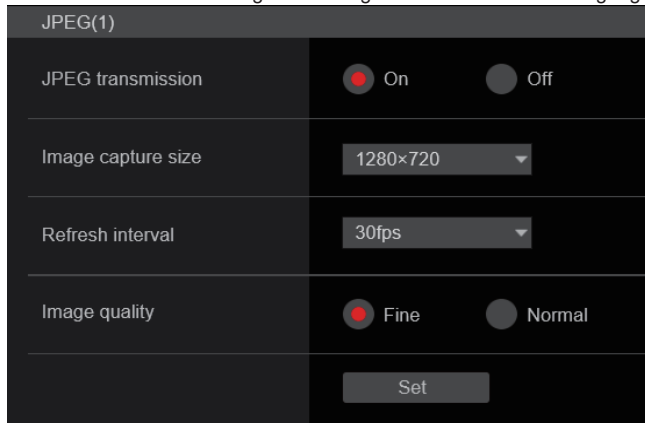 JPEG(1)
JPEG transmission On Off
Image capture size 1280×720
Refresh interval 30fps
Image quality Fine Normal
Set